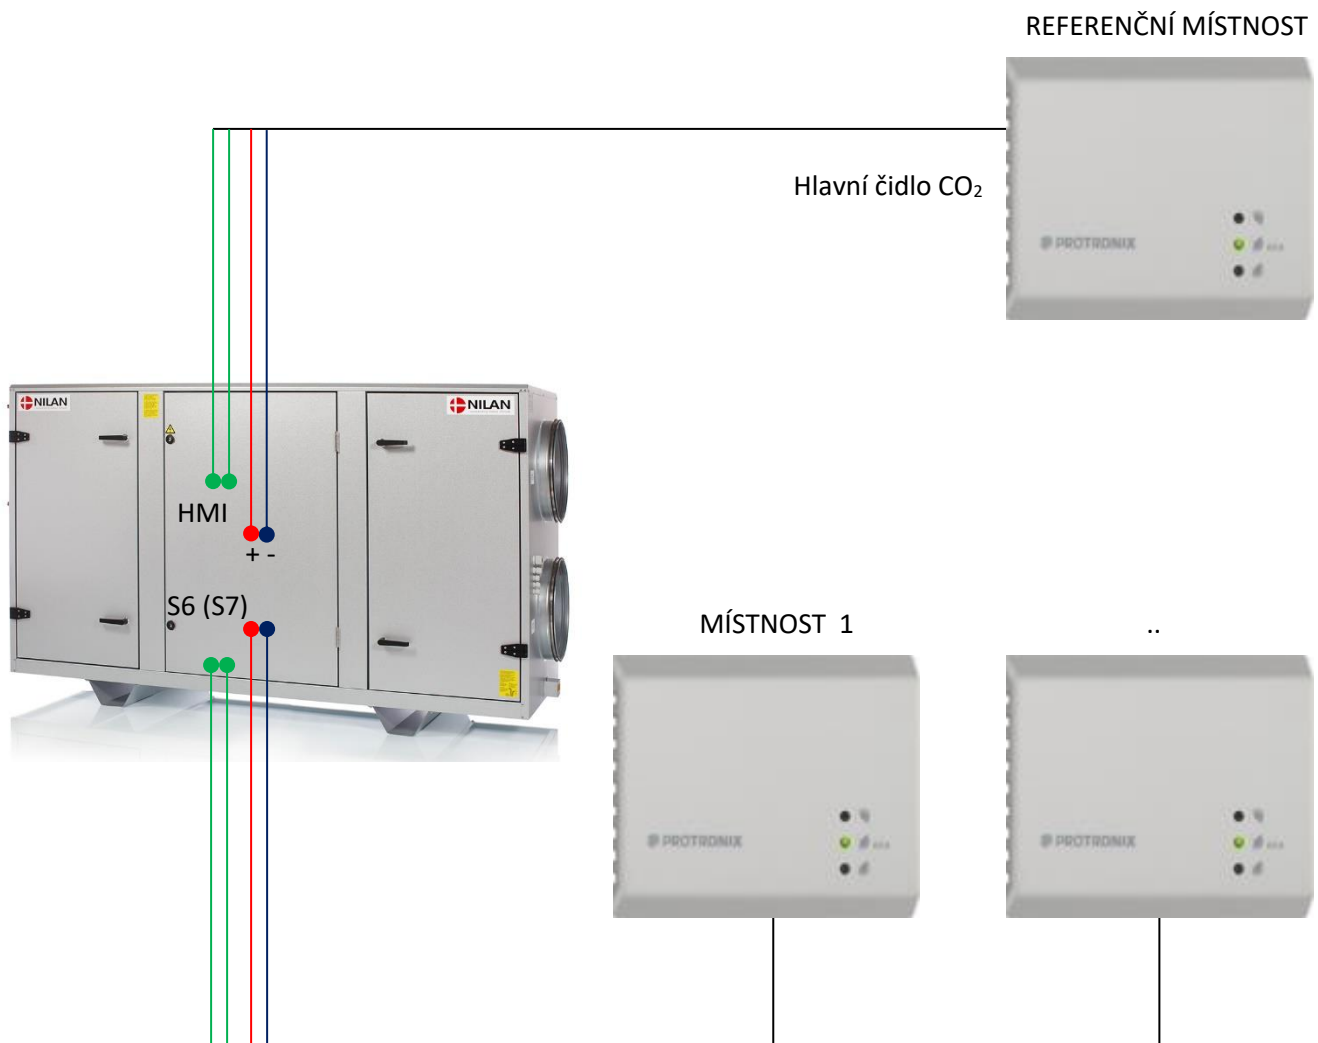 REFERENČNÍ MÍSTNOST
Hlavní čidlo CO₂
PROTRONIX
NILAN
NILAN
HMI
+ -
S6 (S7)
MÍSTNOST 1
..
PROTRONIX
PROTRONIX